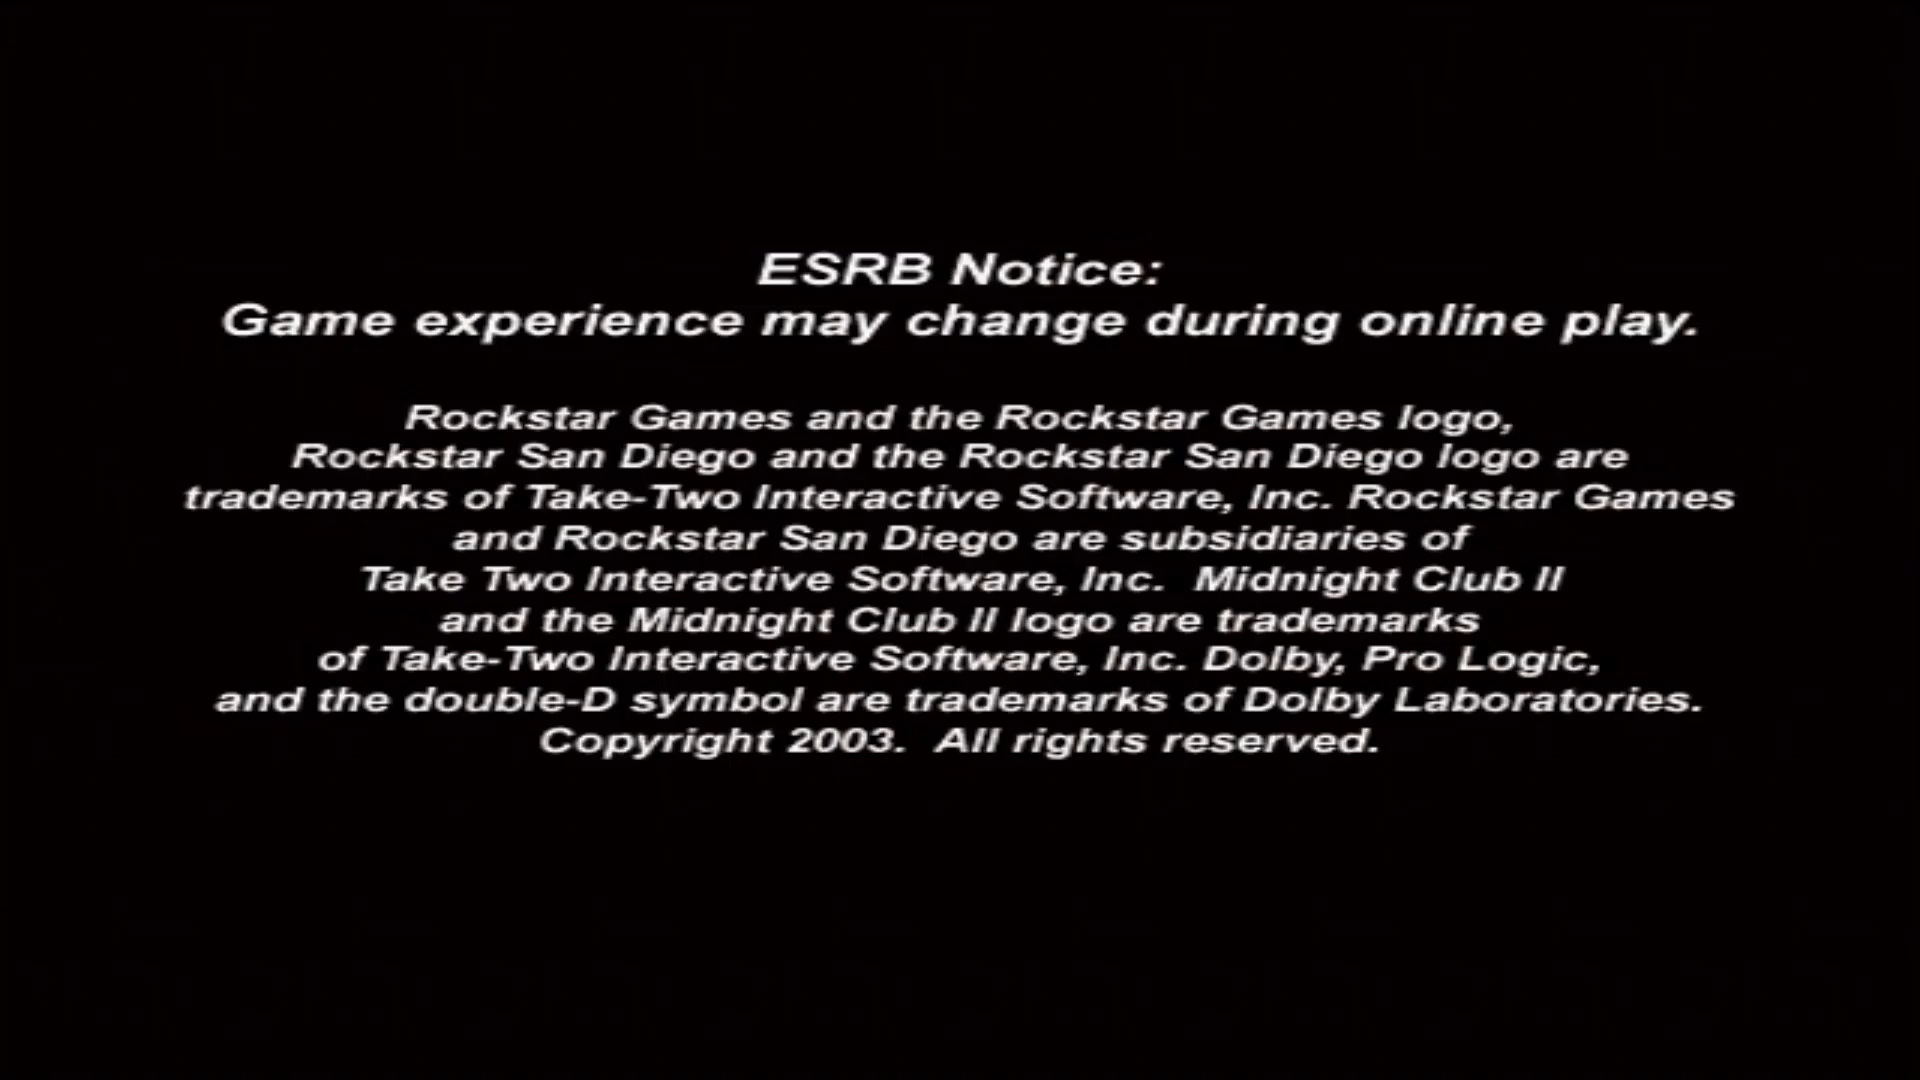 ESRB Notice:
Game experience may change during online play.
Rockstar Games and the Rockstar Games logo,
Rockstar San Diego and the Rockstar San Diego logo are
trademarks of Take-Two Interactive Software, Inc. Rockstar Games
and Rockstar San Diego are subsidiaries of
Take Two Interactive Software, Inc.  Midnight Club II
and the Midnight Club II logo are trademarks
of Take-Two Interactive Software, Inc. Dolby, Pro Logic,
and the double-D symbol are trademarks of Dolby Laboratories.
Copyright 2003.  All rights reserved.